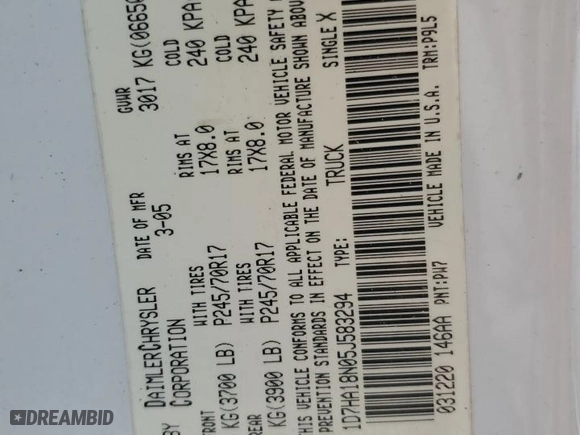 BY DAIMLERCHRYSLER CORPORATION
DATE OF MFR 3-05
GVWR 3017 KG(0665
FRONT WITH TIRES RIMS AT COLD
KG(3700 LB) P245/70R17 17X8.0 240 KPA
REAR WITH TIRES RIMS AT COLD
KG(3900 LB) P245/70R17 17X8.0 240 KPA
THIS VEHICLE CONFORMS TO ALL APPLICABLE FEDERAL MOTOR VEHICLE SAFETY
PREVENTION STANDARDS IN EFFECT ON THE DATE OF MANUFACTURE SHOWN ABOV
1D7HA18N05J583294 TYPE: TRUCK SINGLE X
031220 146AA PNT:PW7 VEHICLE MADE IN U.S.A. TRM:P9L5
DREAMBID